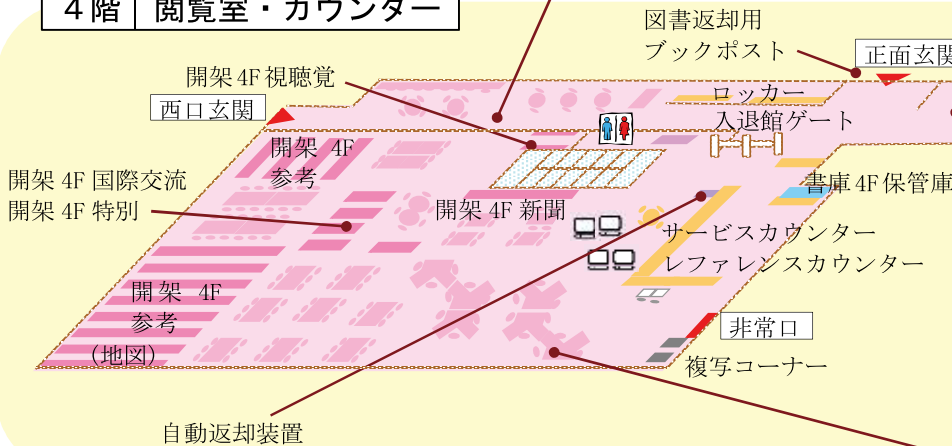 ４階 閲覧室・カウンター
図書返却用
ブックポスト
正面玄関
開架4F視聴覚
西口玄関
ロッカー
入退館ゲート
開架 4F
参考
開架 4F 国際交流
開架 4F 特別
開架 4F 新聞
書庫 4F 保管庫
サービスカウンター
レファレンスカウンター
開架 4F
参考
(地図)
非常口
複写コーナー
自動返却装置